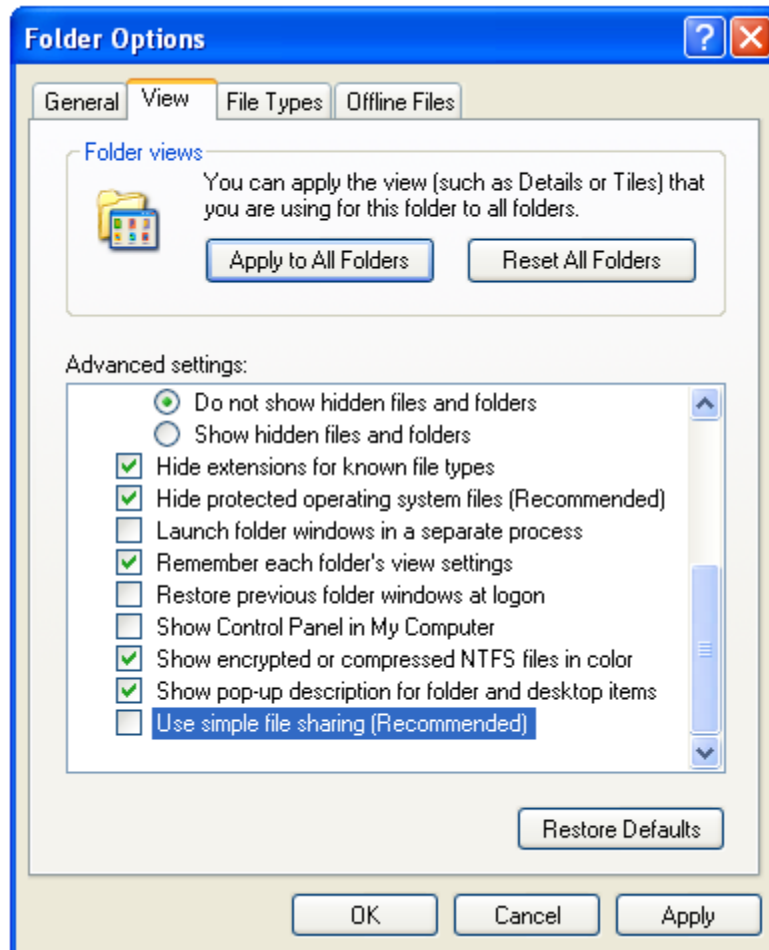 Folder Options
General View File Types Offline Files
Folder views
You can apply the view (such as Details or Tiles) that
you are using for this folder to all folders.
Apply to All Folders Reset All Folders
Advanced settings:
Do not show hidden files and folders
Show hidden files and folders
Hide extensions for known file types
Hide protected operating system files (Recommended)
Launch folder windows in a separate process
Remember each folder's view settings
Restore previous folder windows at logon
Show Control Panel in My Computer
Show encrypted or compressed NTFS files in color
Show pop-up description for folder and desktop items
Use simple file sharing (Recommended)
Restore Defaults
OK Cancel Apply